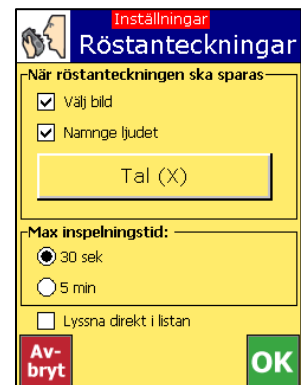 Inställningar
Röstanteckningar
När röstanteckningen ska sparas
Välj bild
Namnge ljudet
Tal (X)
Max inspelningstid:
30 sek
5 min
Lyssna direkt i listan
Av-
bryt
OK